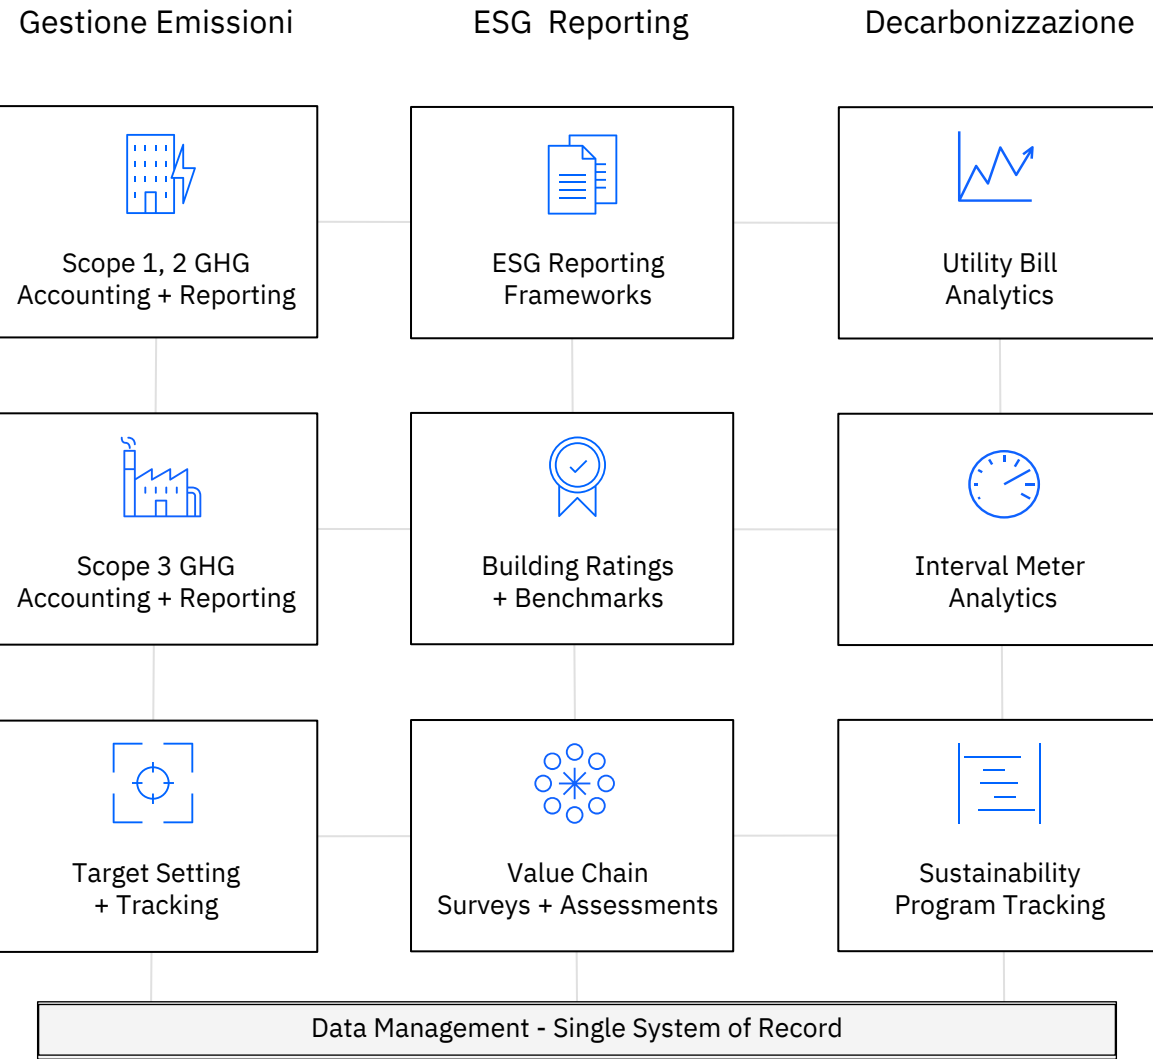 Gestione Emissioni
ESG  Reporting
Decarbonizzazione
Scope 1, 2 GHG
Accounting + Reporting
ESG Reporting
Frameworks
Utility Bill
Analytics
Scope 3 GHG
Accounting + Reporting
Building Ratings
+ Benchmarks
Interval Meter
Analytics
Target Setting
+ Tracking
Value Chain
Surveys + Assessments
Sustainability
Program Tracking
Data Management - Single System of Record